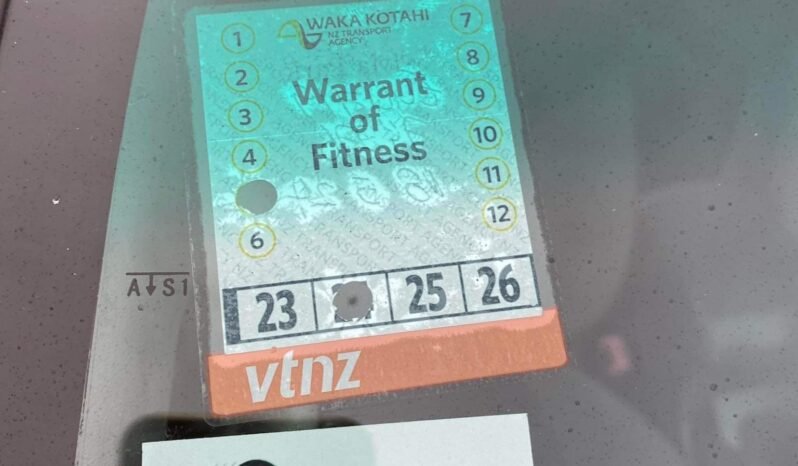 WAKA KOTAHI
NZ TRANSPORT
AGENCY
1
2
3
4
6
7
8
9
10
11
12
Warrant
of
Fitness
23
25
26
vtnz
A S1